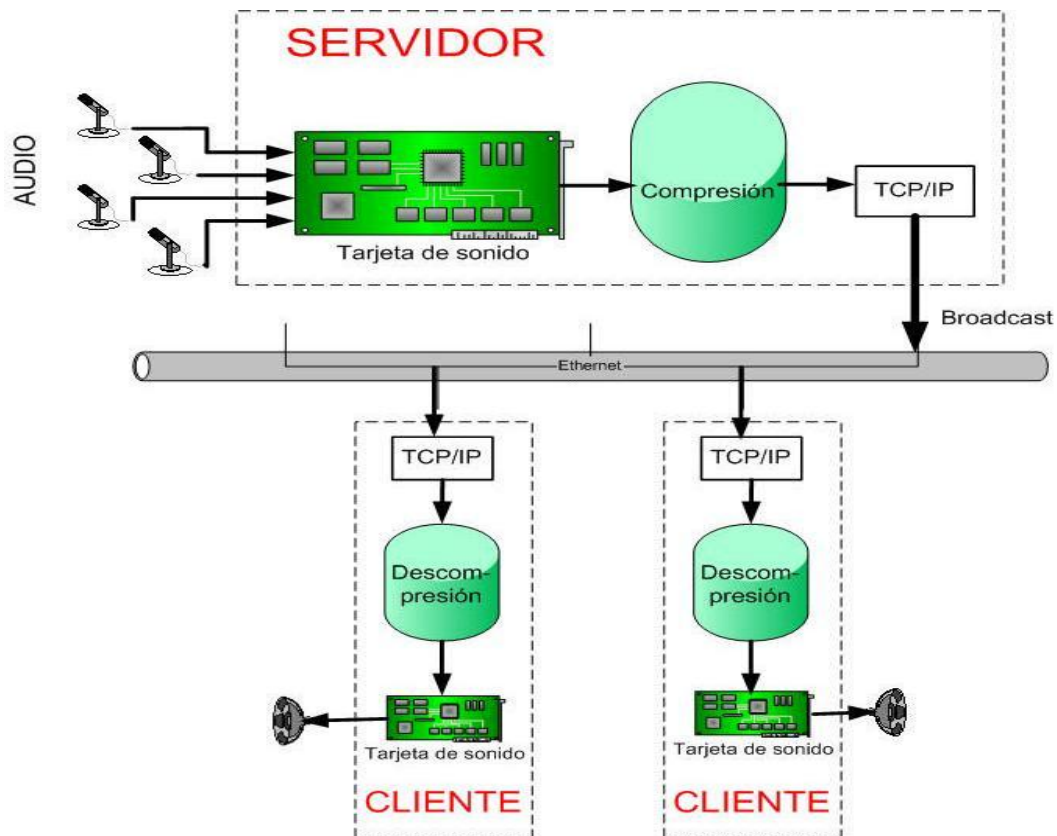 SERVIDOR
AUDIO
Compresión
TCP/IP
Tarjeta de sonido
Broadcast
Ethernet
TCP/IP
TCP/IP
Descom-
presión
Descom-
presión
Tarjeta de sonido
Tarjeta de sonido
CLIENTE
CLIENTE